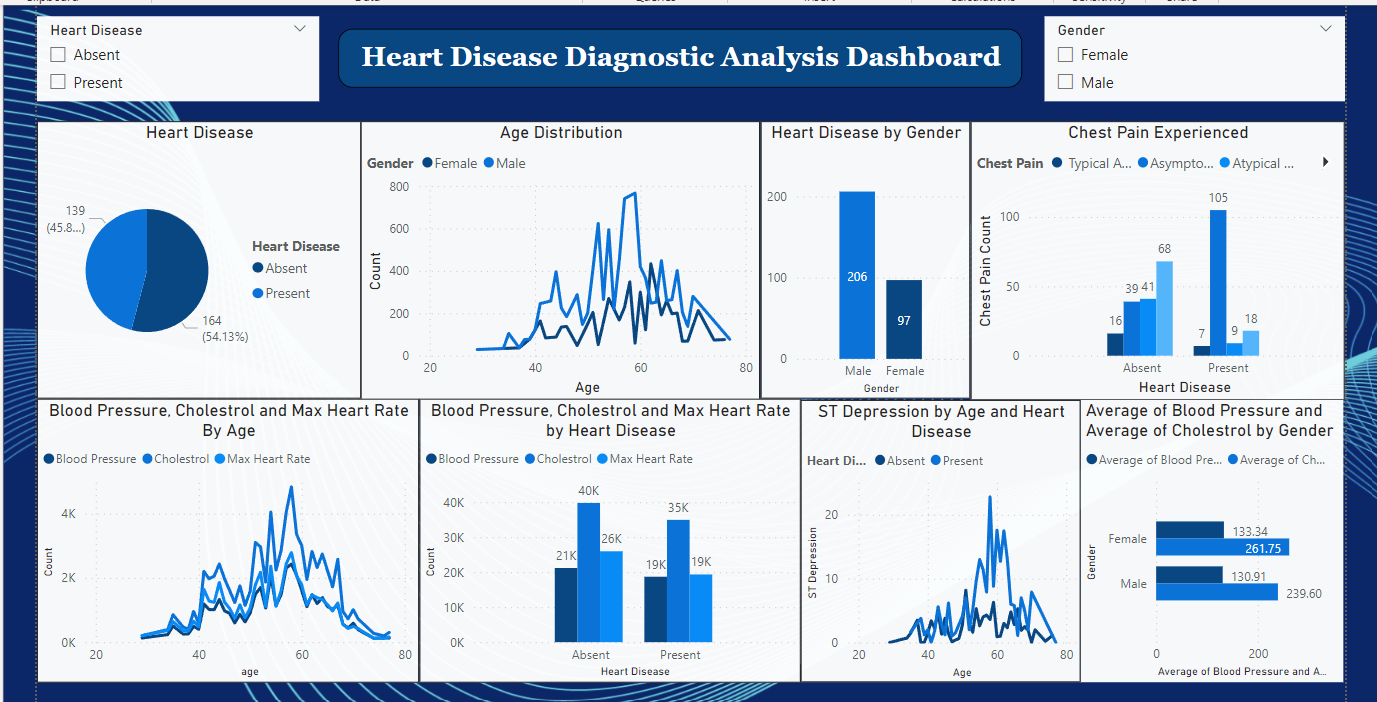 Heart Disease
Absent
Present
Heart Disease Diagnostic Analysis Dashboard
Gender
Female
Male
Heart Disease
139
(45.8...)
164
(54.13%)
Heart Disease
Absent
Present
Age Distribution
Gender Female Male
800
600
400
200
0
20 40 60 80
Count
Age
Heart Disease by Gender
200
100
0
206
97
Male Female
Gender
Chest Pain Experienced
Chest Pain Typical A... Asympto... Atypical ...
100
50
0
Chest Pain Count
16 39 41 68
7 105 9 18
Absent Present
Heart Disease
Blood Pressure, Cholestrol and Max Heart Rate
By Age
Blood Pressure Cholestrol Max Heart Rate
4K
2K
0K
20 40 60 80
Count
age
Blood Pressure, Cholestrol and Max Heart Rate
by Heart Disease
Blood Pressure Cholestrol Max Heart Rate
40K
30K
20K
10K
0K
Count
21K 40K 26K
19K 35K 19K
Absent Present
Heart Disease
ST Depression by Age and Heart
Disease
Heart Di... Absent Present
20
10
0
20 40 60 80
ST Depression
Age
Average of Blood Pressure and
Average of Cholestrol by Gender
Average of Blood Pre... Average of Ch...
Gender
Female
133.34
261.75
Male
130.91
239.60
0 200
Average of Blood Pressure and A...